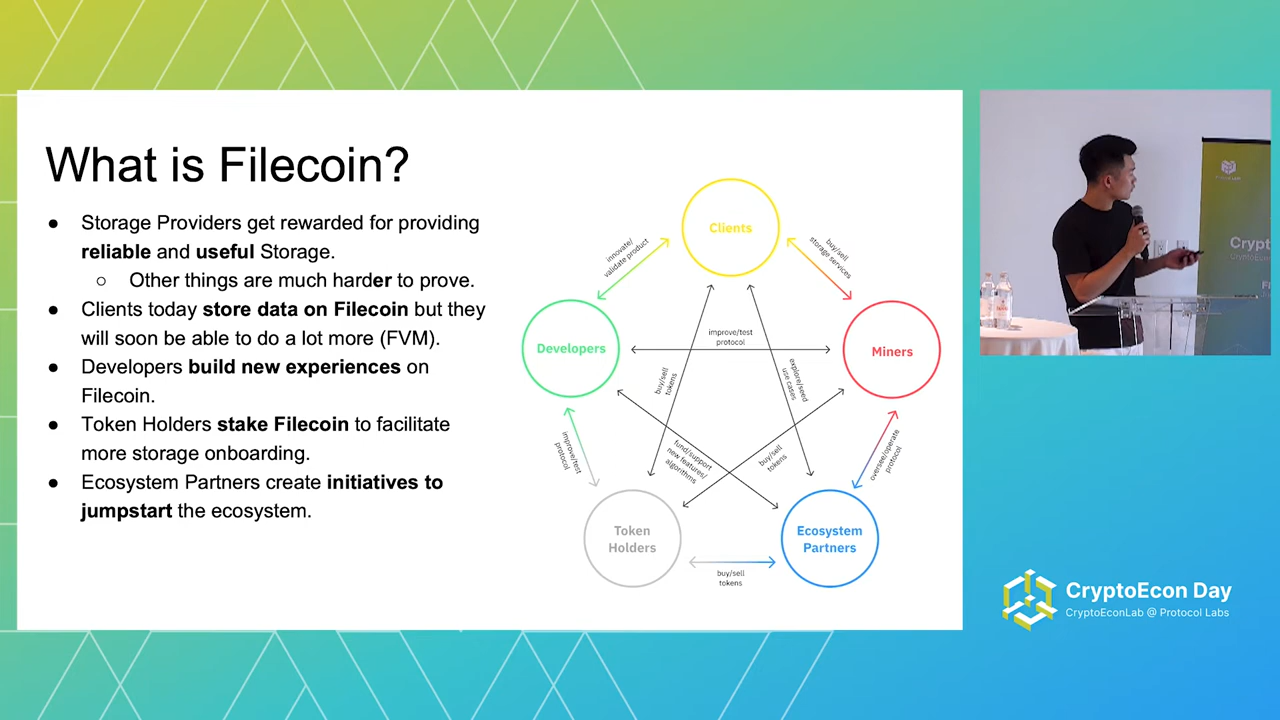 What is Filecoin?
● Storage Providers get rewarded for providing
reliable and useful Storage.
○ Other things are much harder to prove.
● Clients today store data on Filecoin but they
will soon be able to do a lot more (FVM).
● Developers build new experiences on
Filecoin.
● Token Holders stake Filecoin to facilitate
more storage onboarding.
● Ecosystem Partners create initiatives to
jumpstart the ecosystem.
Clients
innovate/
validate product
buy/sell
storage services
Developers
improve/test
protocol
Miners
buy/sell
tokens
explore/seed
use cases
improve/test
protocol
fund/support
new features/
algorithms
buy/sell
tokens
oversee/operate
protocol
Token
Holders
Ecosystem
Partners
buy/sell
tokens
Crypt
CryptoEcon
CryptoEcon Day
CryptoEconLab @ Protocol Labs